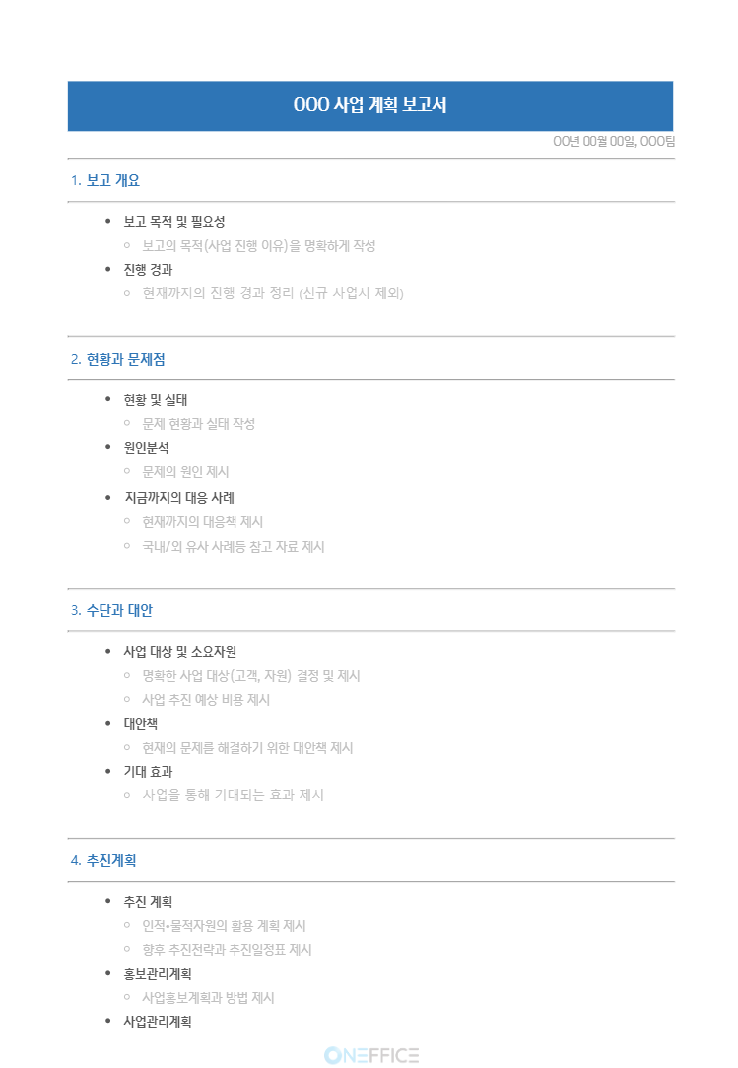 OOO 사업 계획 보고서
OO년 00월 00일, OOO팀
1. 보고 개요
• 보고 목적 및 필요성
○ 보고의 목적(사업 진행 이유)을 명확하게 작성
• 진행 경과
○ 현재까지의 진행 경과 정리 (신규 사업시 제외)
2. 현황과 문제점
• 현황 및 실태
○ 문제 현황과 실태 작성
• 원인분석
○ 문제의 원인 제시
• 지금까지의 대응 사례
○ 현재까지의 대응책 제시
○ 국내/외 유사 사례등 참고 자료 제시
3. 수단과 대안
• 사업 대상 및 소요자원
○ 명확한 사업 대상(고객, 자원) 결정 및 제시
○ 사업 추진 예상 비용 제시
• 대안책
○ 현재의 문제를 해결하기 위한 대안책 제시
• 기대 효과
○ 사업을 통해 기대되는 효과 제시
4. 추진계획
• 추진 계획
○ 인적•물적자원의 활용 계획 제시
○ 향후 추진전략과 추진일정표 제시
• 홍보관리계획
○ 사업홍보계획과 방법 제시
• 사업관리계획
ONEFFICE